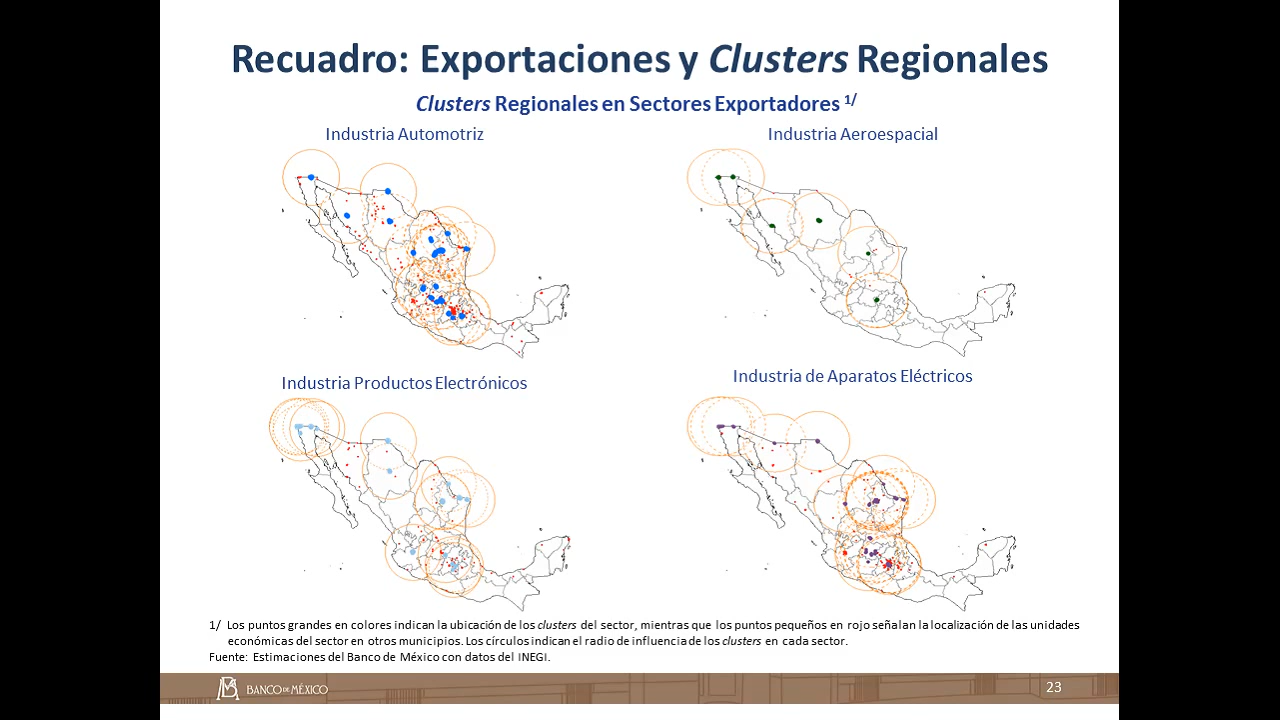 Recuadro: Exportaciones y Clusters Regionales
Clusters Regionales en Sectores Exportadores 1/
Industria Automotriz
Industria Aeroespacial
Industria Productos Electrónicos
Industria de Aparatos Eléctricos
1/ Los puntos grandes en colores indican la ubicación de los clusters del sector, mientras que los puntos pequeños en rojo señalan la localización de las unidades
económicas del sector en otros municipios. Los círculos indican el radio de influencia de los clusters en cada sector.
Fuente: Estimaciones del Banco de México con datos del INEGI.
BANCO DE MÉXICO
23